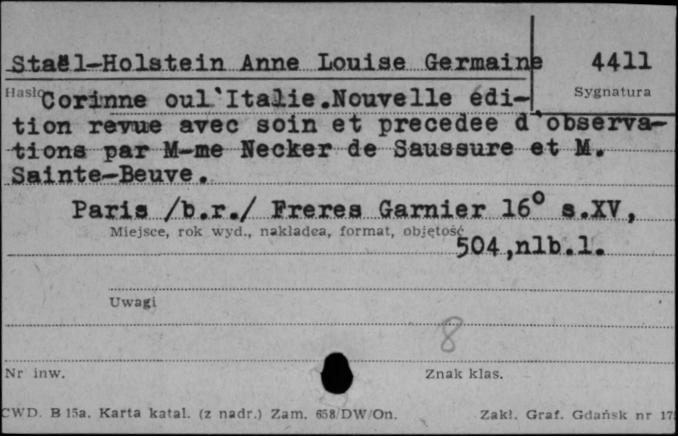 Staël-Holstein Anne Louise Germaine 4411
Hasło Sygnatura
Corinne oul'Italie.Nouvelle édi-
tion revue avec soin et precedee d'observa-
tions par M-me Necker de Saussure et M.
Sainte-Beuve.
Paris /b.r./ Freres Garnier 16° s.XV,
Miejsce, rok wyd., nakładca, format, objętość
504,nlb.1.
Uwagi
8
Nr inw. Znak klas.
CWD. B 15a. Karta katal. (z nadr.) Zam. 658/DW/On. Zakł. Graf. Gdańsk nr